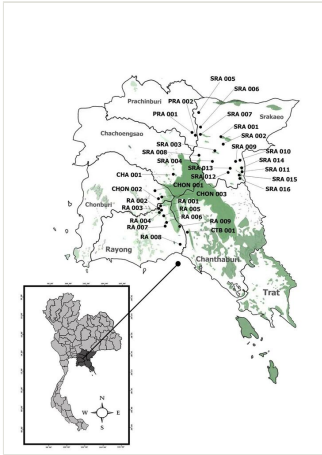 SRA 005
SRA 006
PRA 002
Prachinburi
PRA 001
SRA 007
Srakaeo
Chachoengsao
SRA 001
SRA 002
SRA 003
SRA 009
SRA 008
SRA 010
SRA 004
SRA 014
SRA 013
SRA 011
CHA 001
SRA 012
SRA 015
CHON 001
CHON 002
CHON 003
SRA 016
Chonburi
RA 002
RA 001
RA 003
RA 005
RA 004
RA 006
RA 009
RA 007
CTB 001
Rayong
RA 008
Chanthaburi
Trat
N
W
E
S